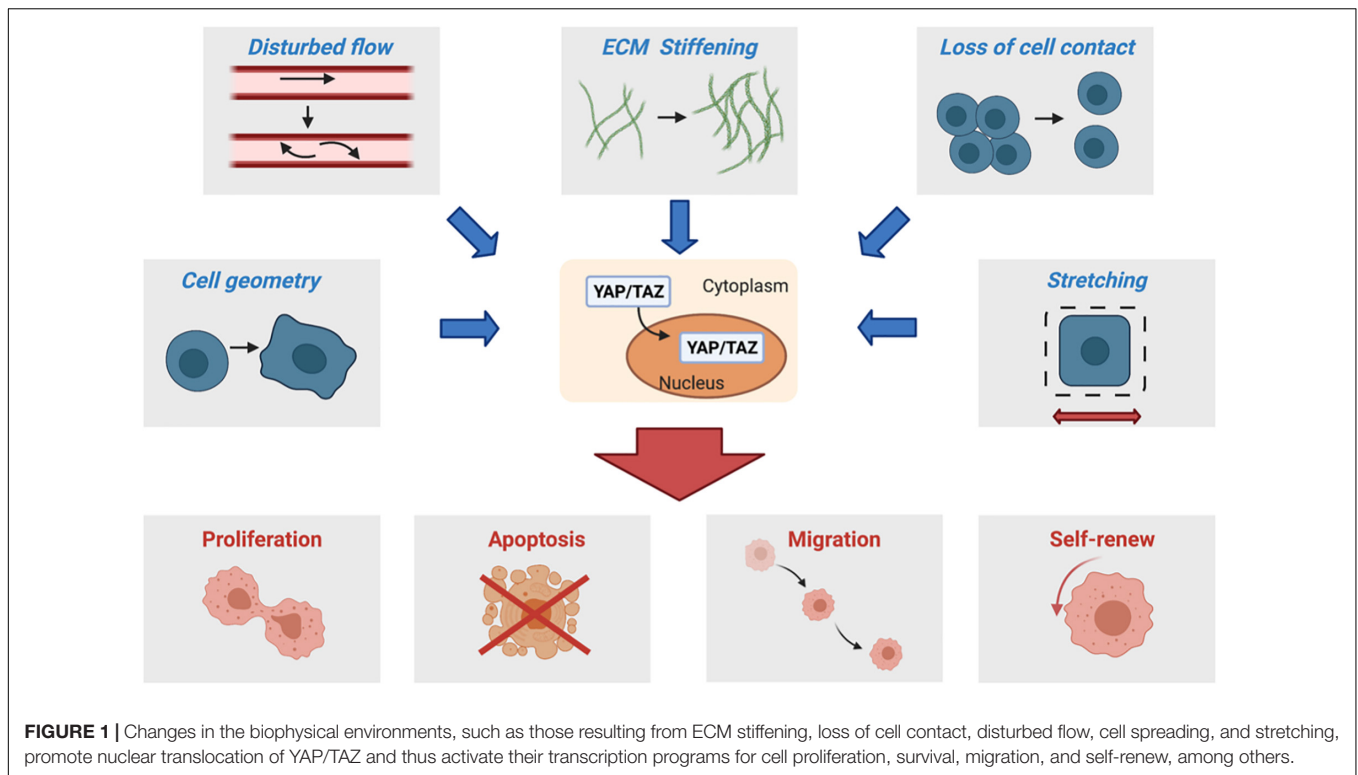 Disturbed flow
ECM Stiffening
Loss of cell contact
Cell geometry
YAP/TAZ
Cytoplasm
YAP/TAZ
Nucleus
Stretching
Proliferation
Apoptosis
Migration
Self-renew
FIGURE 1 | Changes in the biophysical environments, such as those resulting from ECM stiffening, loss of cell contact, disturbed flow, cell spreading, and stretching,
promote nuclear translocation of YAP/TAZ and thus activate their transcription programs for cell proliferation, survival, migration, and self-renew, among others.